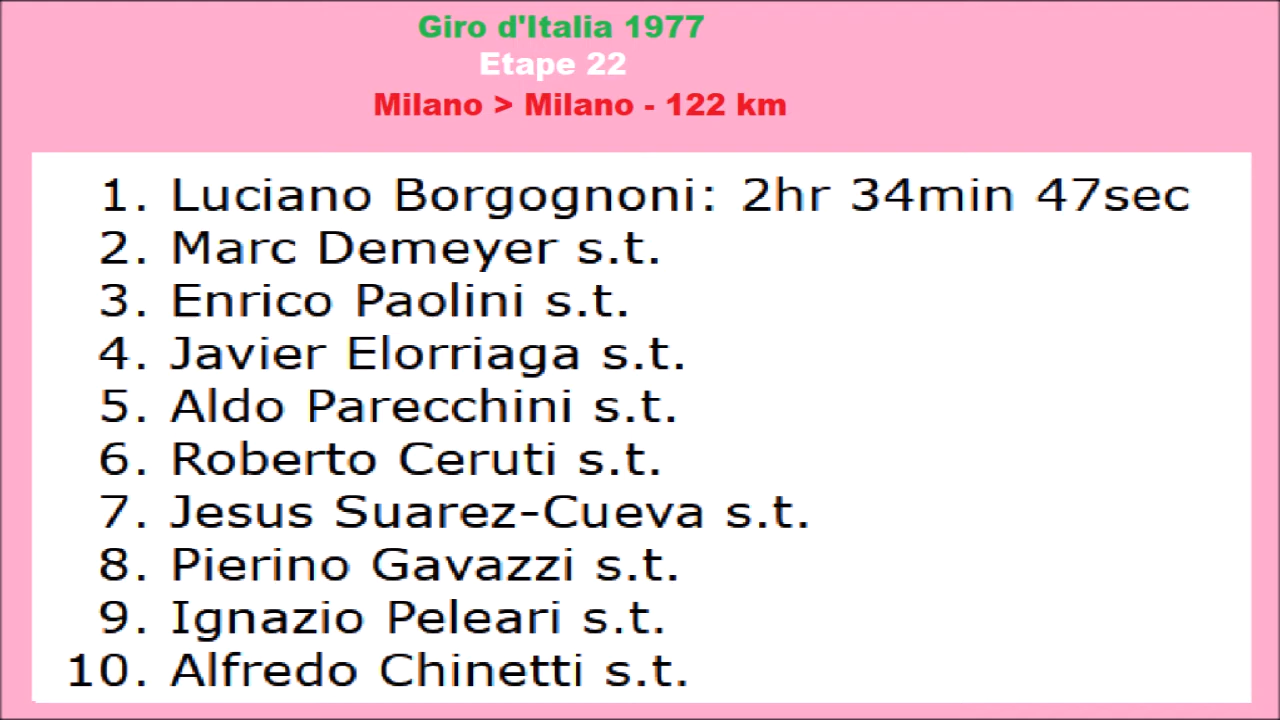 Giro d'Italia 1977
Etape 22
Milano > Milano - 122 km
1. Luciano Borgognoni: 2hr 34min 47sec
2. Marc Demeyer s.t.
3. Enrico Paolini s.t.
4. Javier Elorriaga s.t.
5. Aldo Parecchini s.t.
6. Roberto Ceruti s.t.
7. Jesus Suarez-Cueva s.t.
8. Pierino Gavazzi s.t.
9. Ignazio Peleari s.t.
10. Alfredo Chinetti s.t.